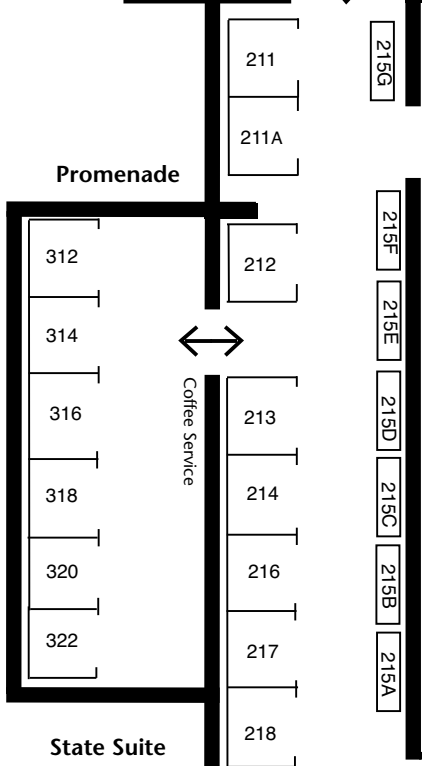 211
215G
211A
Promenade
215F
312
212
215E
314
Coffee Service
215D
316
213
215C
318
214
215B
320
216
215A
322
217
State Suite
218